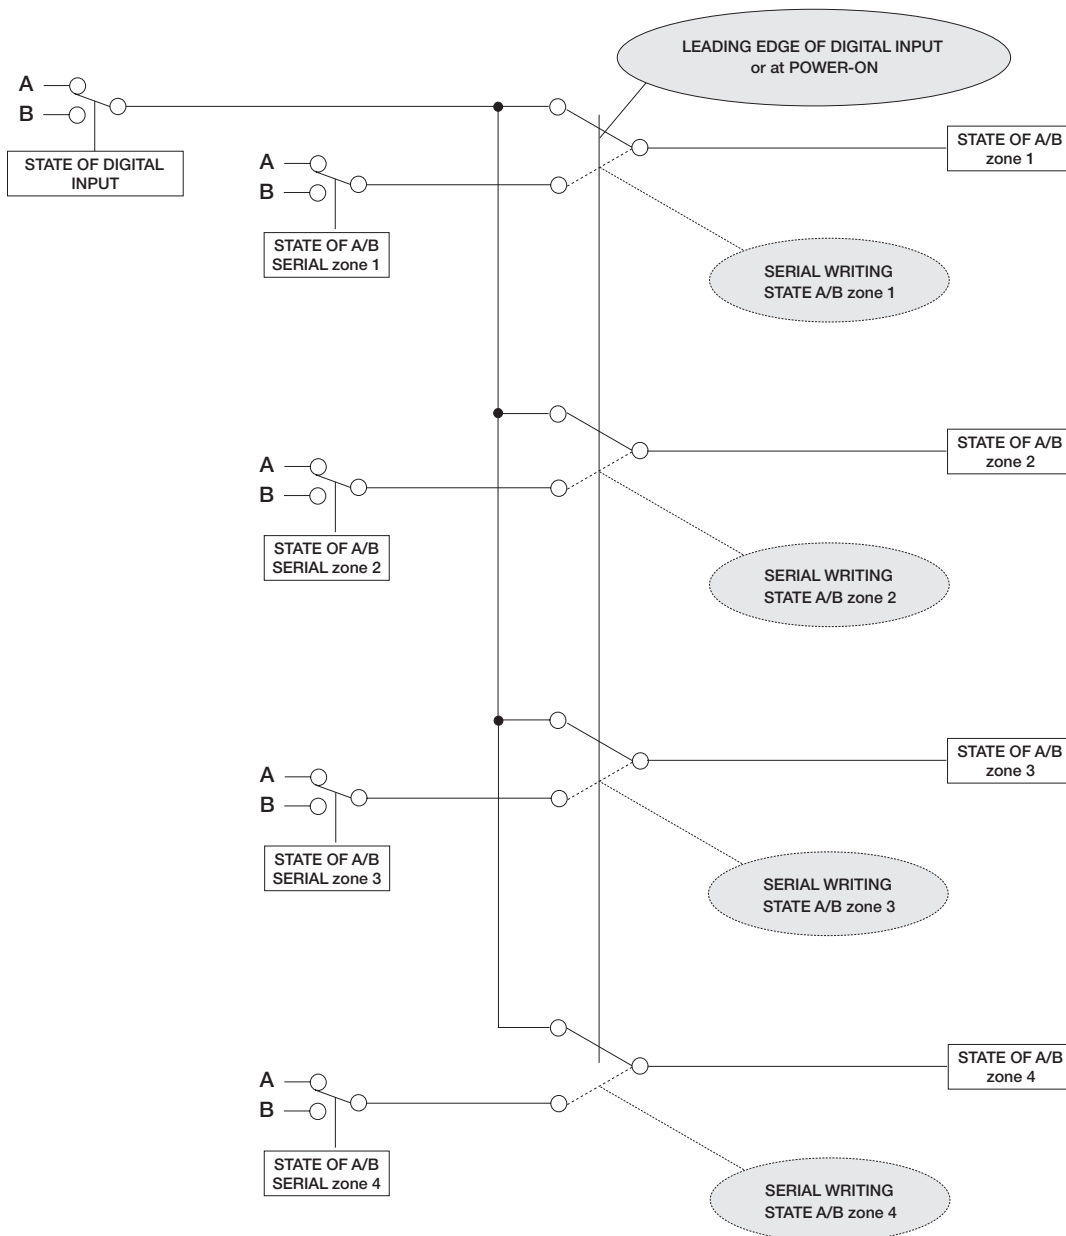 LEADING EDGE OF DIGITAL INPUT
or at POWER-ON
A
B
STATE OF DIGITAL
INPUT
A
B
STATE OF A/B
SERIAL zone 1
STATE OF A/B
zone 1
SERIAL WRITING
STATE A/B zone 1
A
B
STATE OF A/B
SERIAL zone 2
STATE OF A/B
zone 2
SERIAL WRITING
STATE A/B zone 2
A
B
STATE OF A/B
SERIAL zone 3
STATE OF A/B
zone 3
SERIAL WRITING
STATE A/B zone 3
A
B
STATE OF A/B
SERIAL zone 4
STATE OF A/B
zone 4
SERIAL WRITING
STATE A/B zone 4